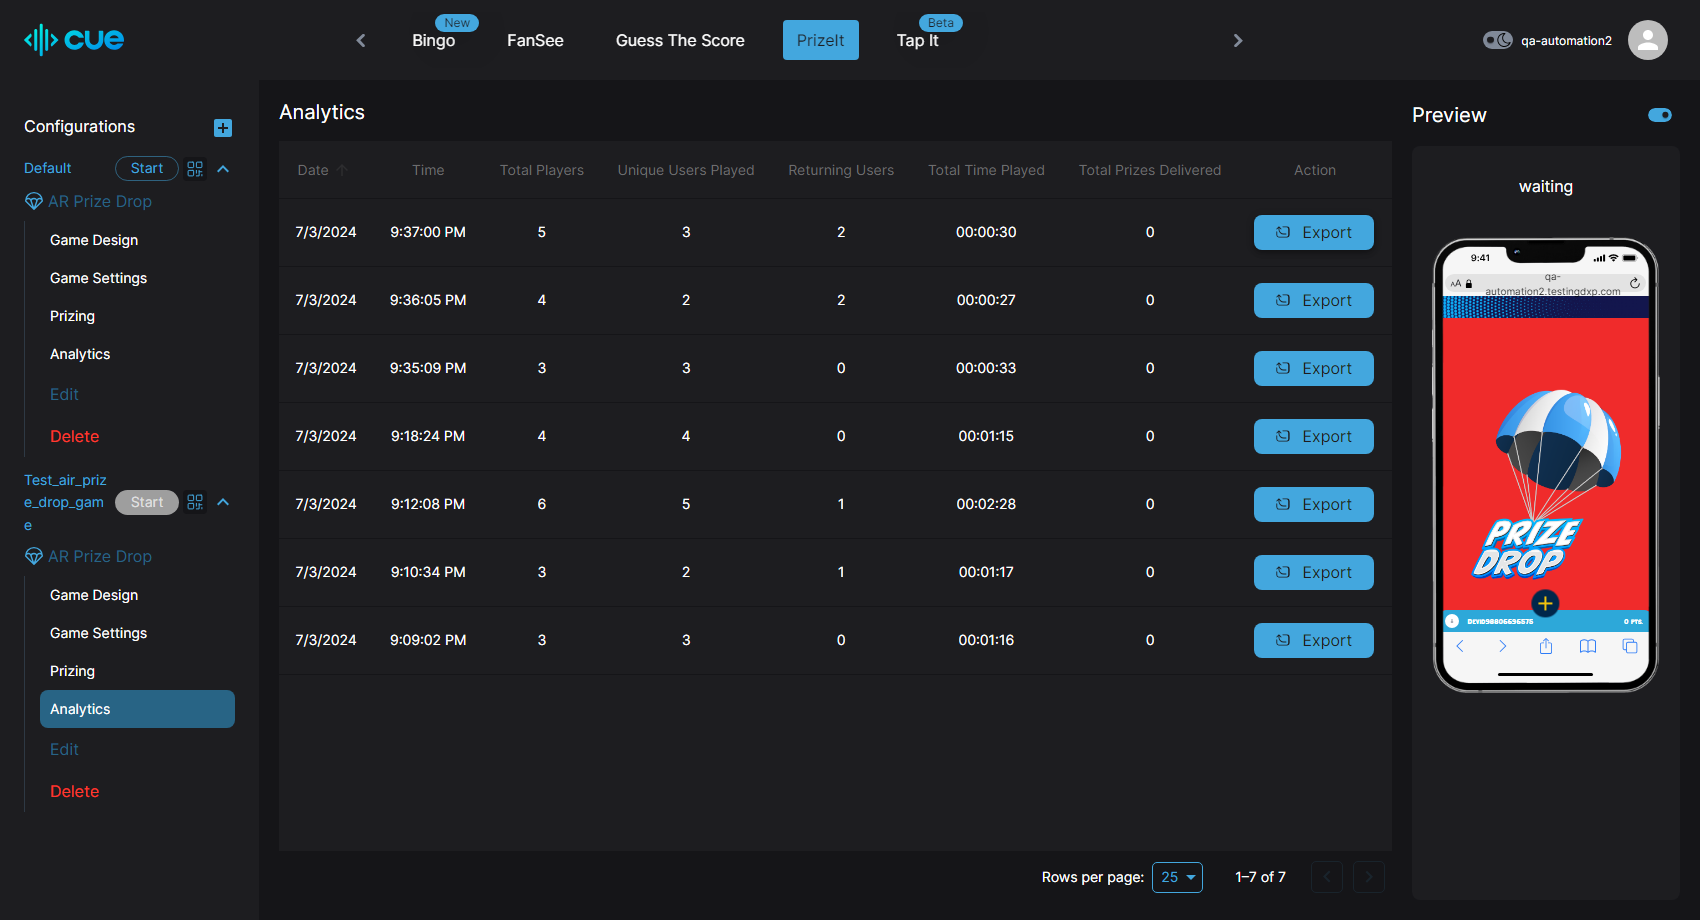 cue
New
Bingo
FanSee
Guess The Score
PrizeIt
Beta
Tap It
qa-automation2
Configurations
Default
Start
AR Prize Drop
Game Design
Game Settings
Prizing
Analytics
Edit
Delete
Test_air_priz
e_drop_gam
e
Start
AR Prize Drop
Game Design
Game Settings
Prizing
Analytics
Edit
Delete
Analytics
Date Time Total Players Unique Users Played Returning Users Total Time Played Total Prizes Delivered Action
7/3/2024 9:37:00 PM 5 3 2 00:00:30 0 Export
7/3/2024 9:36:05 PM 4 2 2 00:00:27 0 Export
7/3/2024 9:35:09 PM 3 3 0 00:00:33 0 Export
7/3/2024 9:18:24 PM 4 4 0 00:01:15 0 Export
7/3/2024 9:12:08 PM 6 5 1 00:02:28 0 Export
7/3/2024 9:10:34 PM 3 2 1 00:01:17 0 Export
7/3/2024 9:09:02 PM 3 3 0 00:01:16 0 Export
Rows per page: 25 1–7 of 7
Preview
waiting
9:41
AA
qa-
automation2.testingdxp.com
PRIZE
DROP
0 Pts.